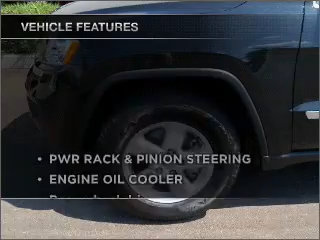 VEHICLE FEATURES
• PWR RACK & PINION STEERING
• ENGINE OIL COOLER